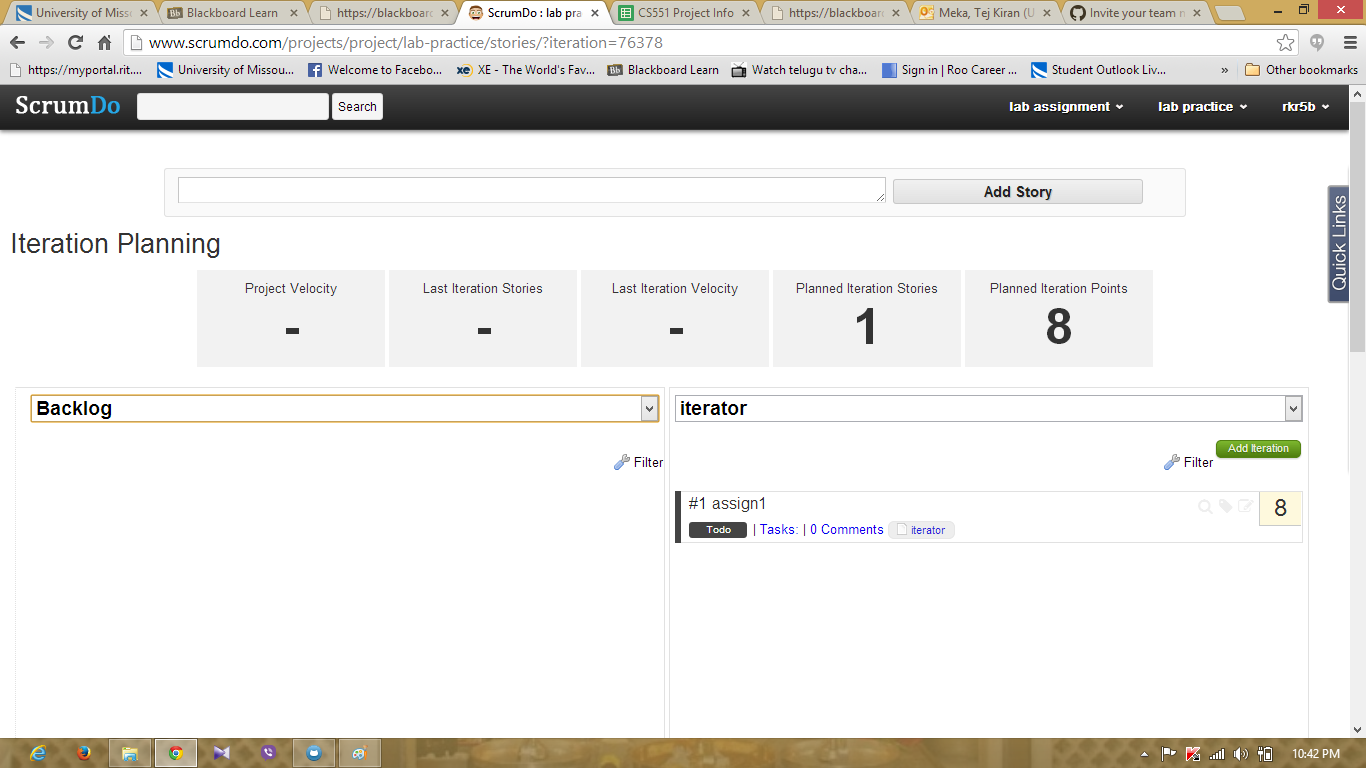 University of Misso
Blackboard Learn
https://blackboard
ScrumDo : lab pra
CS551 Project Info
https://blackboard
Meka, Tej Kiran (U
Invite your team n
www.scrumdo.com/projects/project/lab-practice/stories/?iteration=76378
https://myportal.rit....
University of Missou...
Welcome to Facebo...
XE - The World's Fav...
Bb Blackboard Learn
Watch telugu tv cha...
Sign in | Roo Career ...
Student Outlook Liv...
»
Other bookmarks
ScrumDo
Search
lab assignment
lab practice
rkr5b
Add Story
Quick Links
Iteration Planning
Project Velocity
-
Last Iteration Stories
-
Last Iteration Velocity
-
Planned Iteration Stories
1
Planned Iteration Points
8
Backlog
iterator
Filter
Filter
Add Iteration
#1 assign1
8
Todo | Tasks: | 0 Comments iterator
10:42 PM